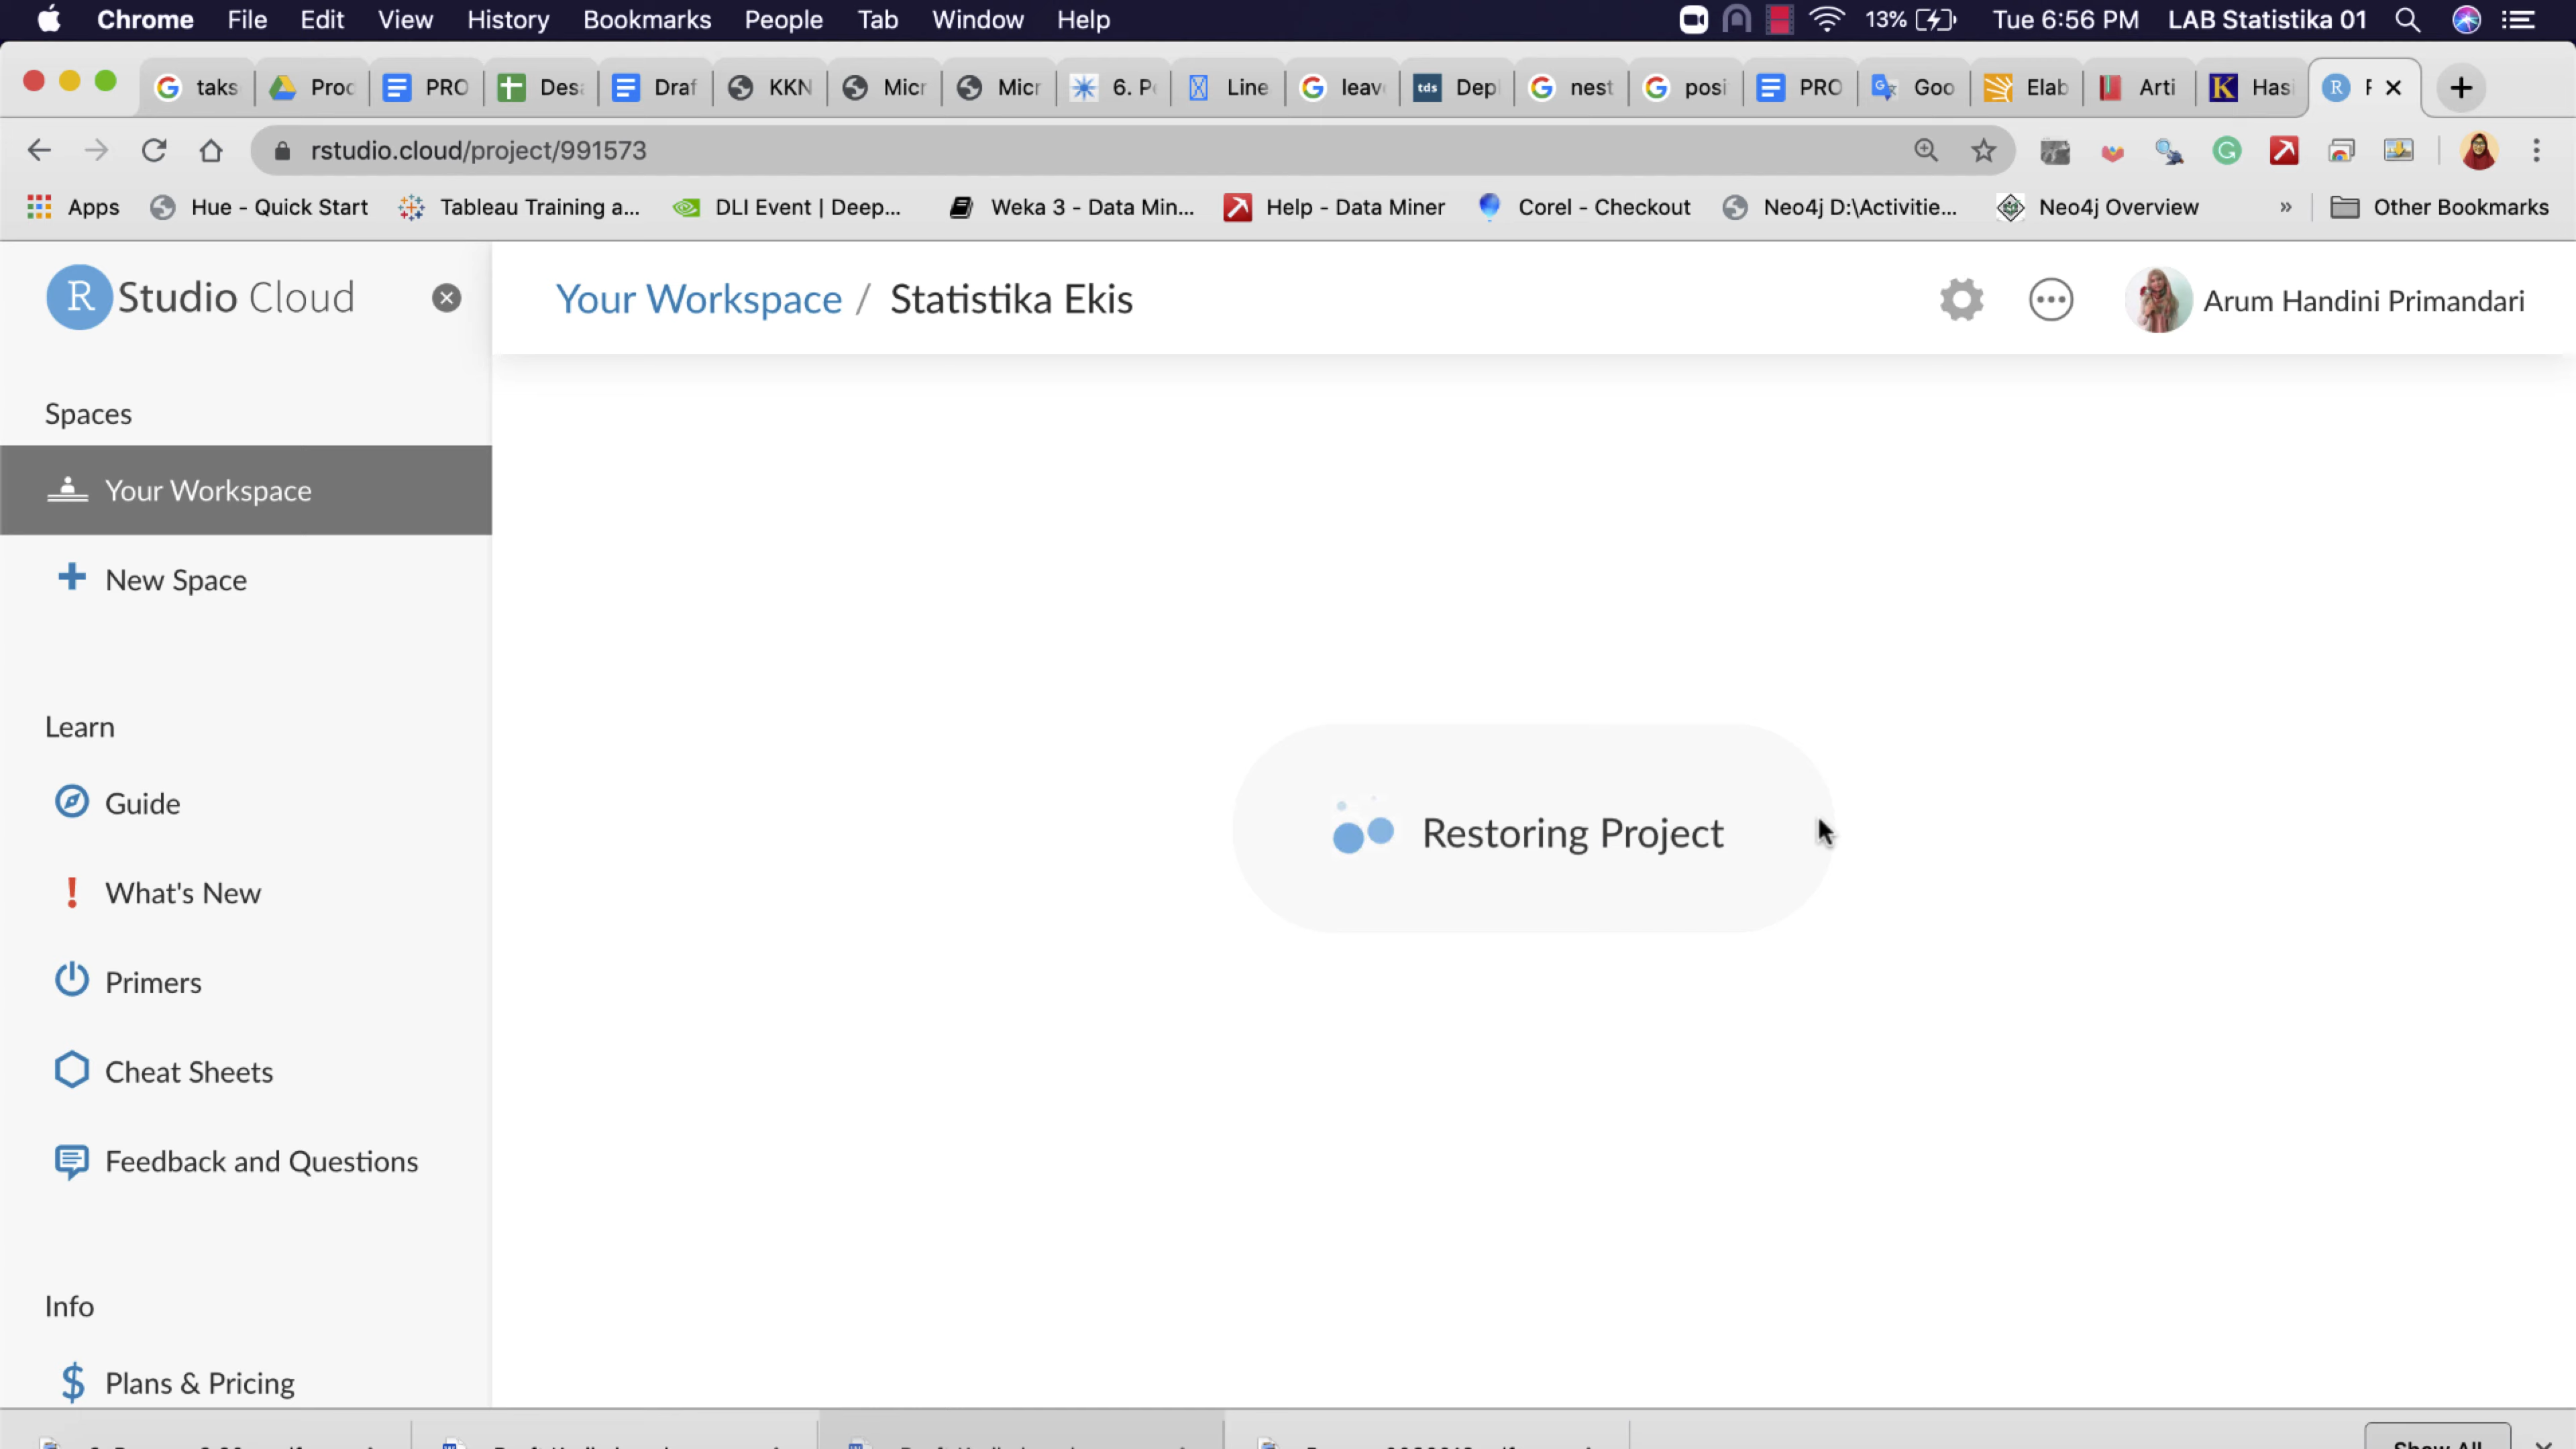 Chrome File Edit View History Bookmarks People Tab Window Help 13% Tue 6:56 PM LAB Statistika 01
taks Proc PRO Des Draf KKN Micr Micr 6. P Line leav tds Dep nest posi PRO Goo Elab Arti K Has R
rstudio.cloud/project/991573
Apps Hue - Quick Start Tableau Training a... DLI Event | Deep... Weka 3 - Data Min... Help - Data Miner Corel - Checkout Neo4j D:\Activitie... Neo4j Overview » Other Bookmarks
R Studio Cloud
Your Workspace / Statistika Ekis
Arum Handini Primandari
Spaces
Your Workspace
New Space
Learn
Guide
What's New
Primers
Cheat Sheets
Feedback and Questions
Info
Plans & Pricing
Restoring Project
Show All